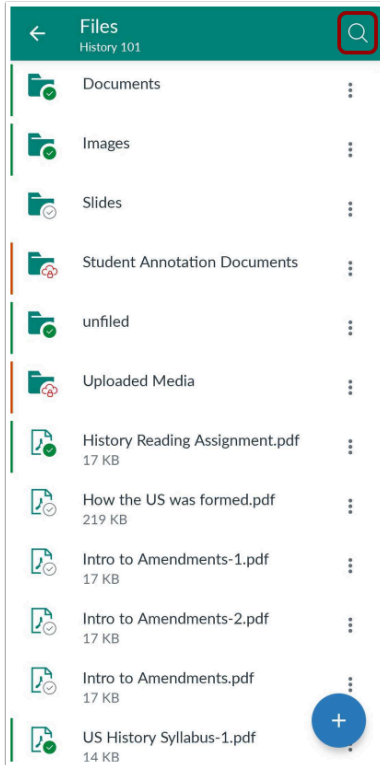 Files
History 101
Documents
Images
Slides
Student Annotation Documents
unfiled
Uploaded Media
History Reading Assignment.pdf
17 KB
How the US was formed.pdf
219 KB
Intro to Amendments-1.pdf
17 KB
Intro to Amendments-2.pdf
17 KB
Intro to Amendments.pdf
17 KB
US History Syllabus-1.pdf
14 KB